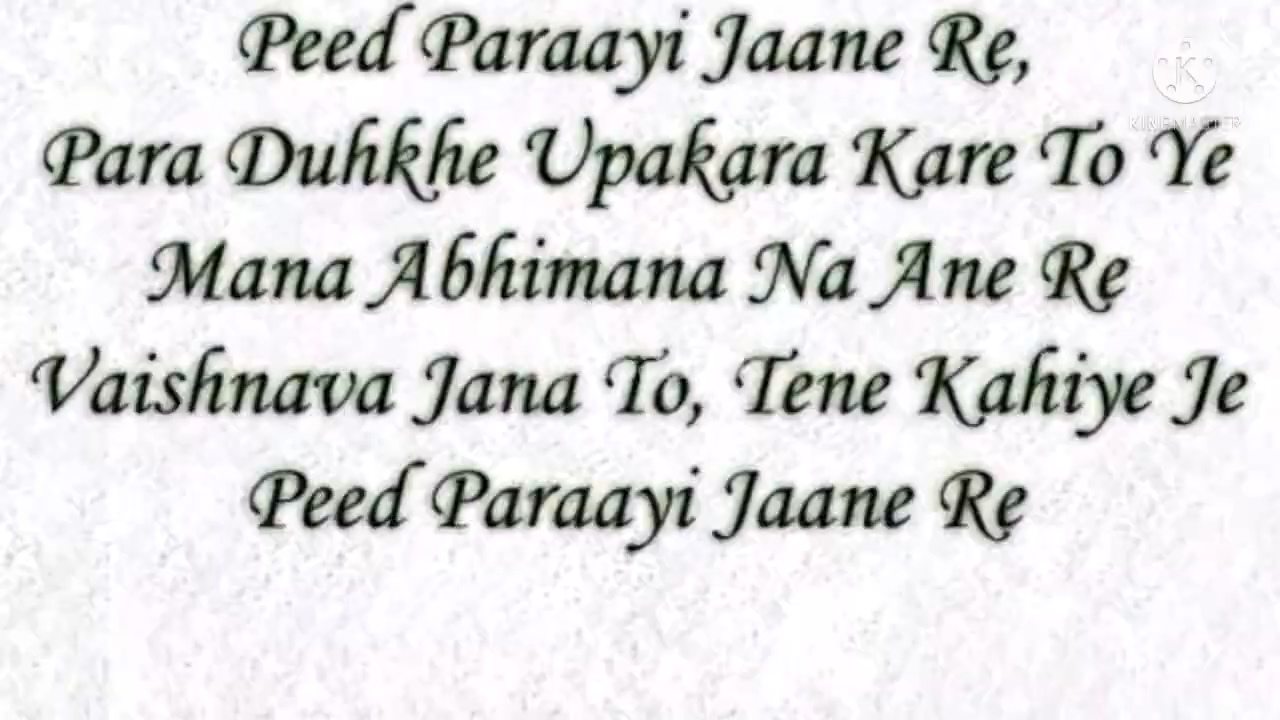 Peed Paraayi Jaane Re,
KINEMASTER
Para Duhkhe Upakara Kare To Ye
Mana Abhimana Na Ane Re
Vaishnava Jana To, Tene Kahiye Je
Peed Paraayi Jaane Re